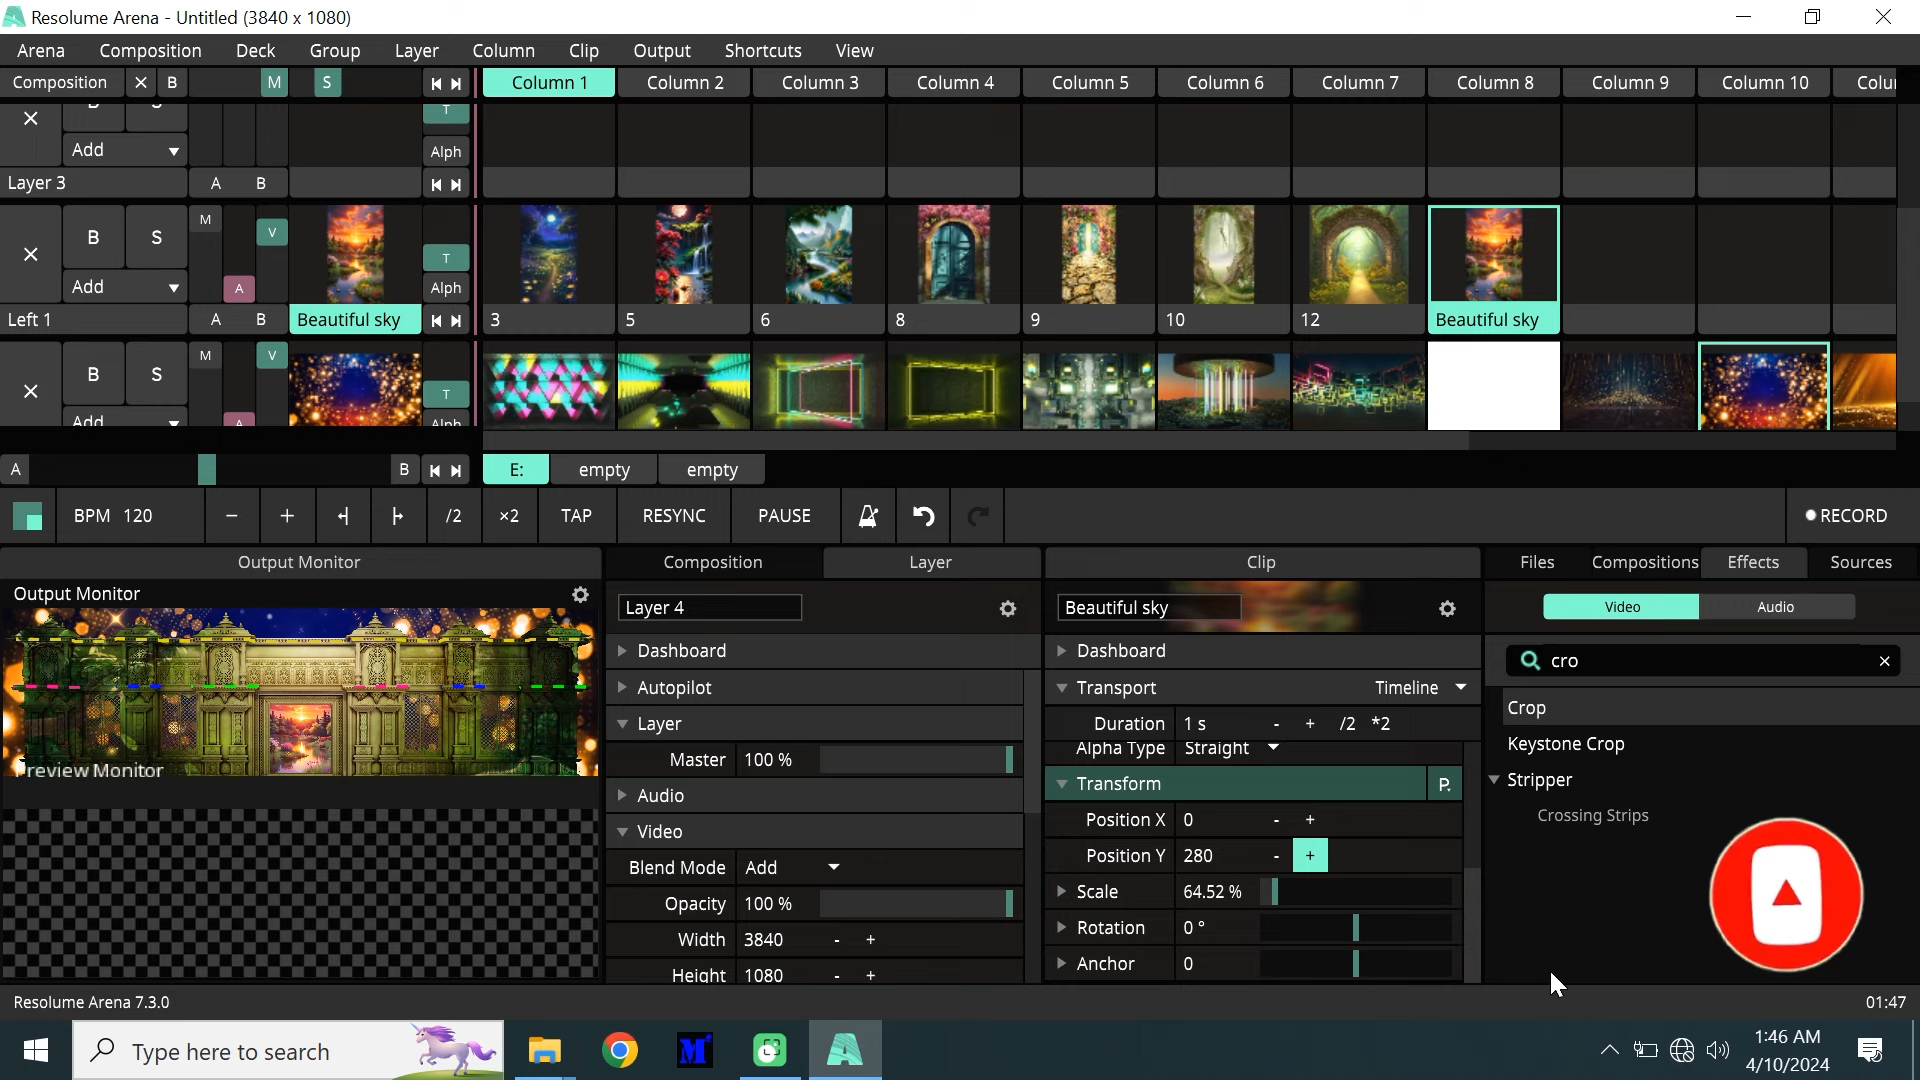 Resolume Arena - Untitled (3840 x 1080)
Arena Composition Deck Group Layer Column Clip Output Shortcuts View
Composition B M S Column 1 Column 2 Column 3 Column 4 Column 5 Column 6 Column 7 Column 8 Column 9 Column 10 Colu
B S T
Add Alph
Layer 3 A B
M V
B S T
Add A Alph
Left 1 A B Beautiful sky 3 5 6 8 9 10 12 Beautiful sky
M V
B S T
Add A Alph
A B E: empty empty
BPM 120 - + /2 ×2 TAP RESYNC PAUSE RECORD
Output Monitor Composition Layer Clip Files Compositions Effects Sources
Output Monitor Layer 4 Beautiful sky Video Audio
Dashboard Dashboard cro
Autopilot Transport Timeline
Layer Duration 1 s - + /2 *2 Crop
Master 100 % Alpha Type Straight Keystone Crop
Preview Monitor Audio Transform P. Stripper
Video Position X 0 - + Crossing Strips
Blend Mode Add Position Y 280 - +
Opacity 100 % Scale 64.52 %
Width 3840 - + Rotation 0 °
Height 1080 - + Anchor 0
Resolume Arena 7.3.0 01:47
Type here to search 1:46 AM
4/10/2024